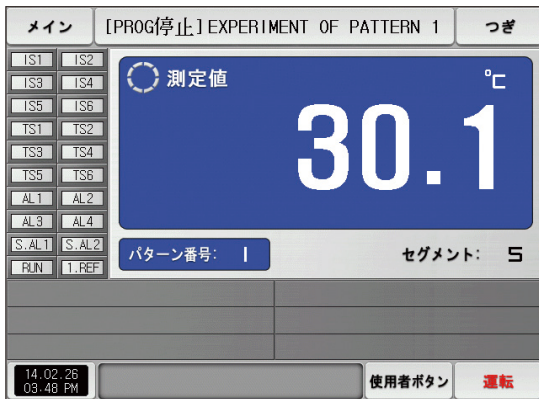 メイン [PROG停止]EXPERIMENT OF PATTERN 1 つぎ
IS1 IS2
IS3 IS4
IS5 IS6
TS1 TS2
TS3 TS4
TS5 TS6
AL1 AL2
AL3 AL4
S.AL1 S.AL2
RUN 1.REF
測定値 ℃
30.1
パターン番号: 1 セグメント: 5
14.02.26
03:48 PM
使用者ボタン 運転